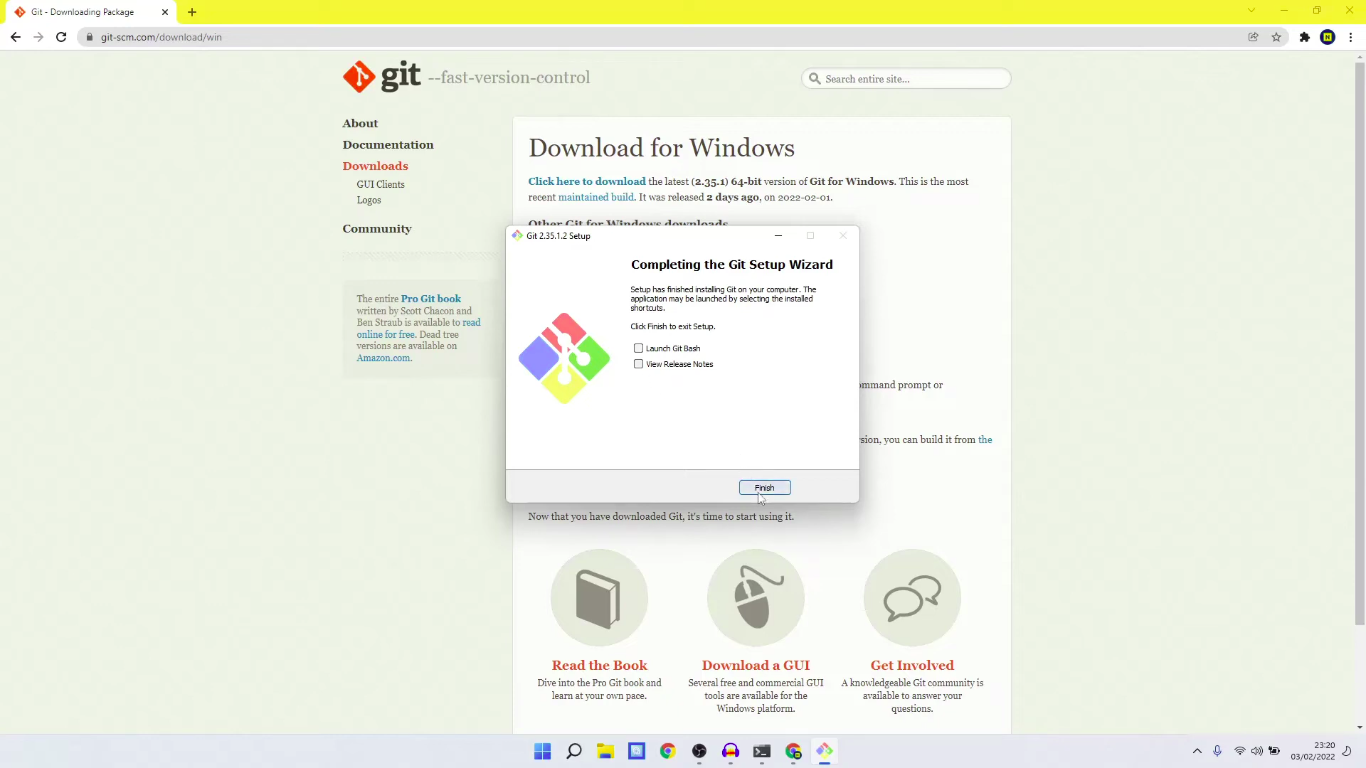 Git - Downloading Package
git-scm.com/download/win
git --fast-version-control
Search entire site...
About
Documentation
Downloads
GUI Clients
Logos
Community
The entire Pro Git book
written by Scott Chacon and
Ben Straub is available to read
online for free. Dead tree
versions are available on
Amazon.com.
Download for Windows
Click here to download the latest (2.35.1) 64-bit version of Git for Windows. This is the most
recent maintained build. It was released 2 days ago, on 2022-02-01.
Other Git for Windows downloads
Git 2.35.1.2 Setup
Completing the Git Setup Wizard
Setup has finished installing Git on your computer. The
application may be launched by selecting the installed
shortcuts.
Click Finish to exit Setup.
Launch Git Bash
View Release Notes
Finish
ommand prompt or
rsion, you can build it from the
Now that you have downloaded Git, it's time to start using it.
Read the Book
Dive into the Pro Git book and
learn at your own pace.
Download a GUI
Several free and commercial GUI
tools are available for the
Windows platform.
Get Involved
A knowledgeable Git community is
available to answer your
questions.
23:20
03/02/2022